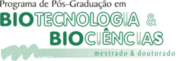 Programa de Pós-Graduação em
BIOTECNOLOGIA &
BIOCIÊNCIAS
mestrado & doutorado